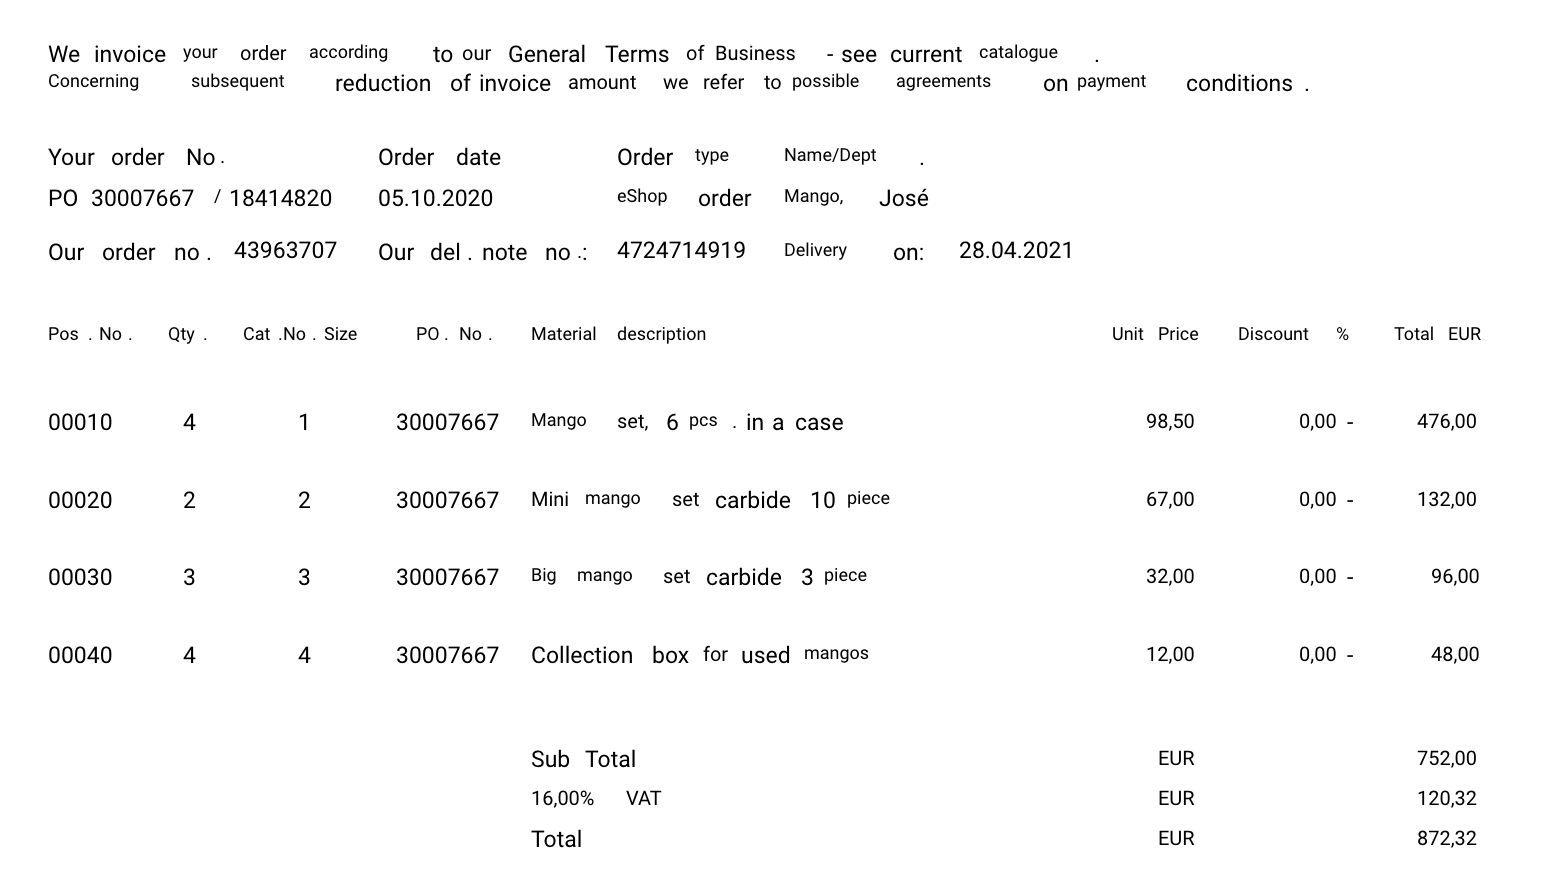 We invoice your order according to our General Terms of Business - see current catalogue .
Concerning subsequent reduction of invoice amount we refer to possible agreements on payment conditions .
Your order No . Order date Order type Name/Dept .
PO 30007667 / 18414820 05.10.2020 eShop order Mango, José
Our order no . 43963707 Our del . note no .: 4724714919 Delivery on: 28.04.2021
Pos . No . Qty . Cat .No . Size PO . No . Material description Unit Price Discount % Total EUR
00010 4 1 30007667 Mango set, 6 pcs . in a case 98,50 0,00 - 476,00
00020 2 2 30007667 Mini mango set carbide 10 piece 67,00 0,00 - 132,00
00030 3 3 30007667 Big mango set carbide 3 piece 32,00 0,00 - 96,00
00040 4 4 30007667 Collection box for used mangos 12,00 0,00 - 48,00
Sub Total EUR 752,00
16,00% VAT EUR 120,32
Total EUR 872,32